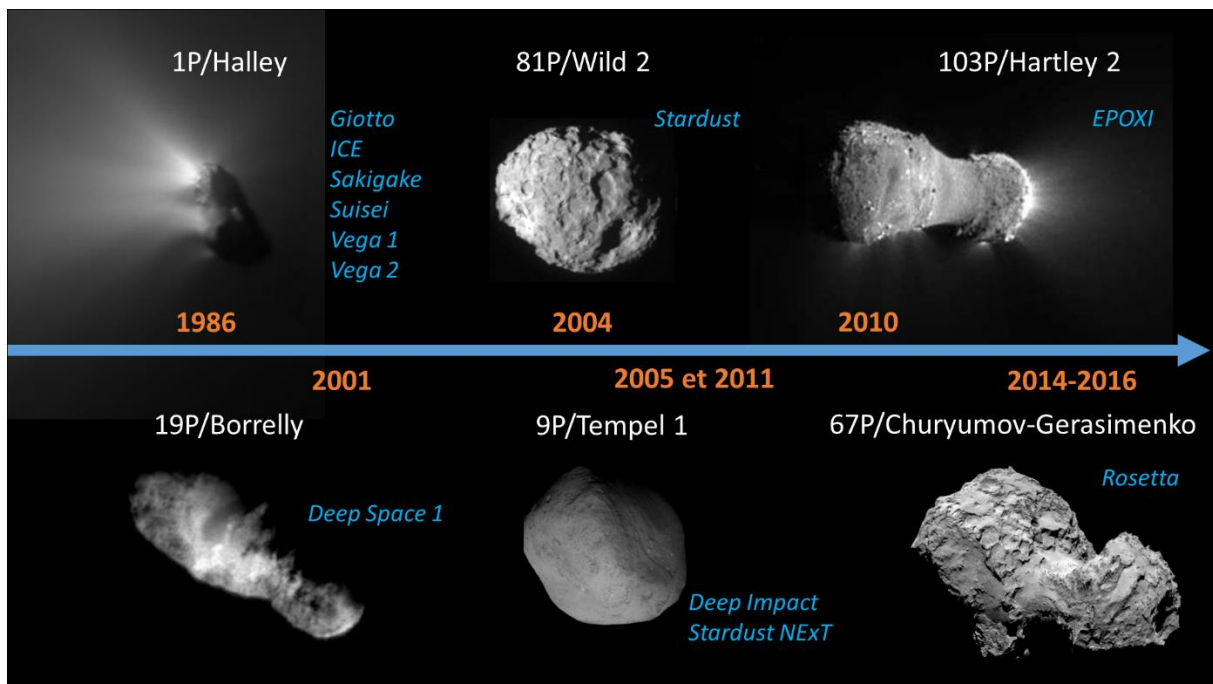 1P/Halley
Giotto
ICE
Sakigake
Suisei
Vega 1
Vega 2
1986
81P/Wild 2
Stardust
2004
103P/Hartley 2
EPOXI
2010
2001
19P/Borrelly
Deep Space 1
2005 et 2011
9P/Tempel 1
Deep Impact
Stardust NExT
2014-2016
67P/Churyumov-Gerasimenko
Rosetta